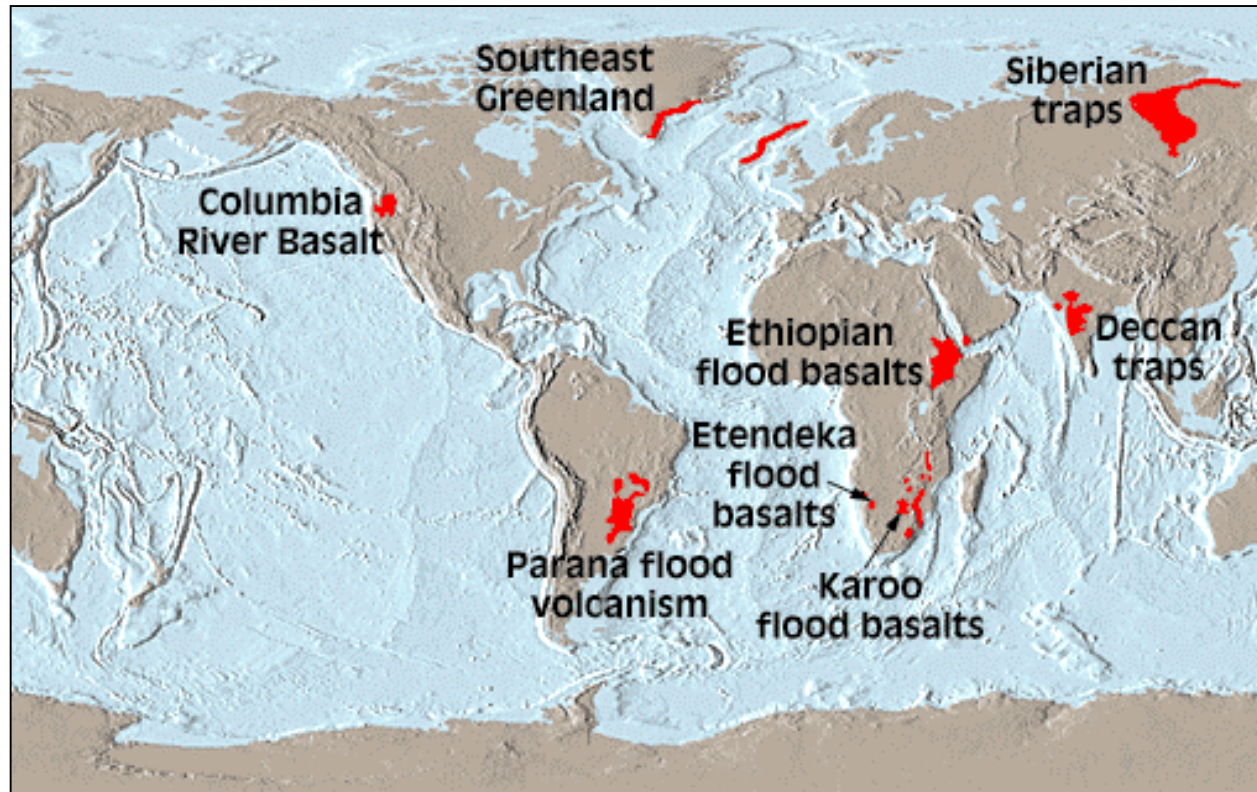 Southeast
Greenland
Siberian
traps
Columbia
River Basalt
Ethiopian
flood basalts
Deccan
traps
Etendeka
flood
basalts
Paraná flood
volcanism
Karoo
flood basalts